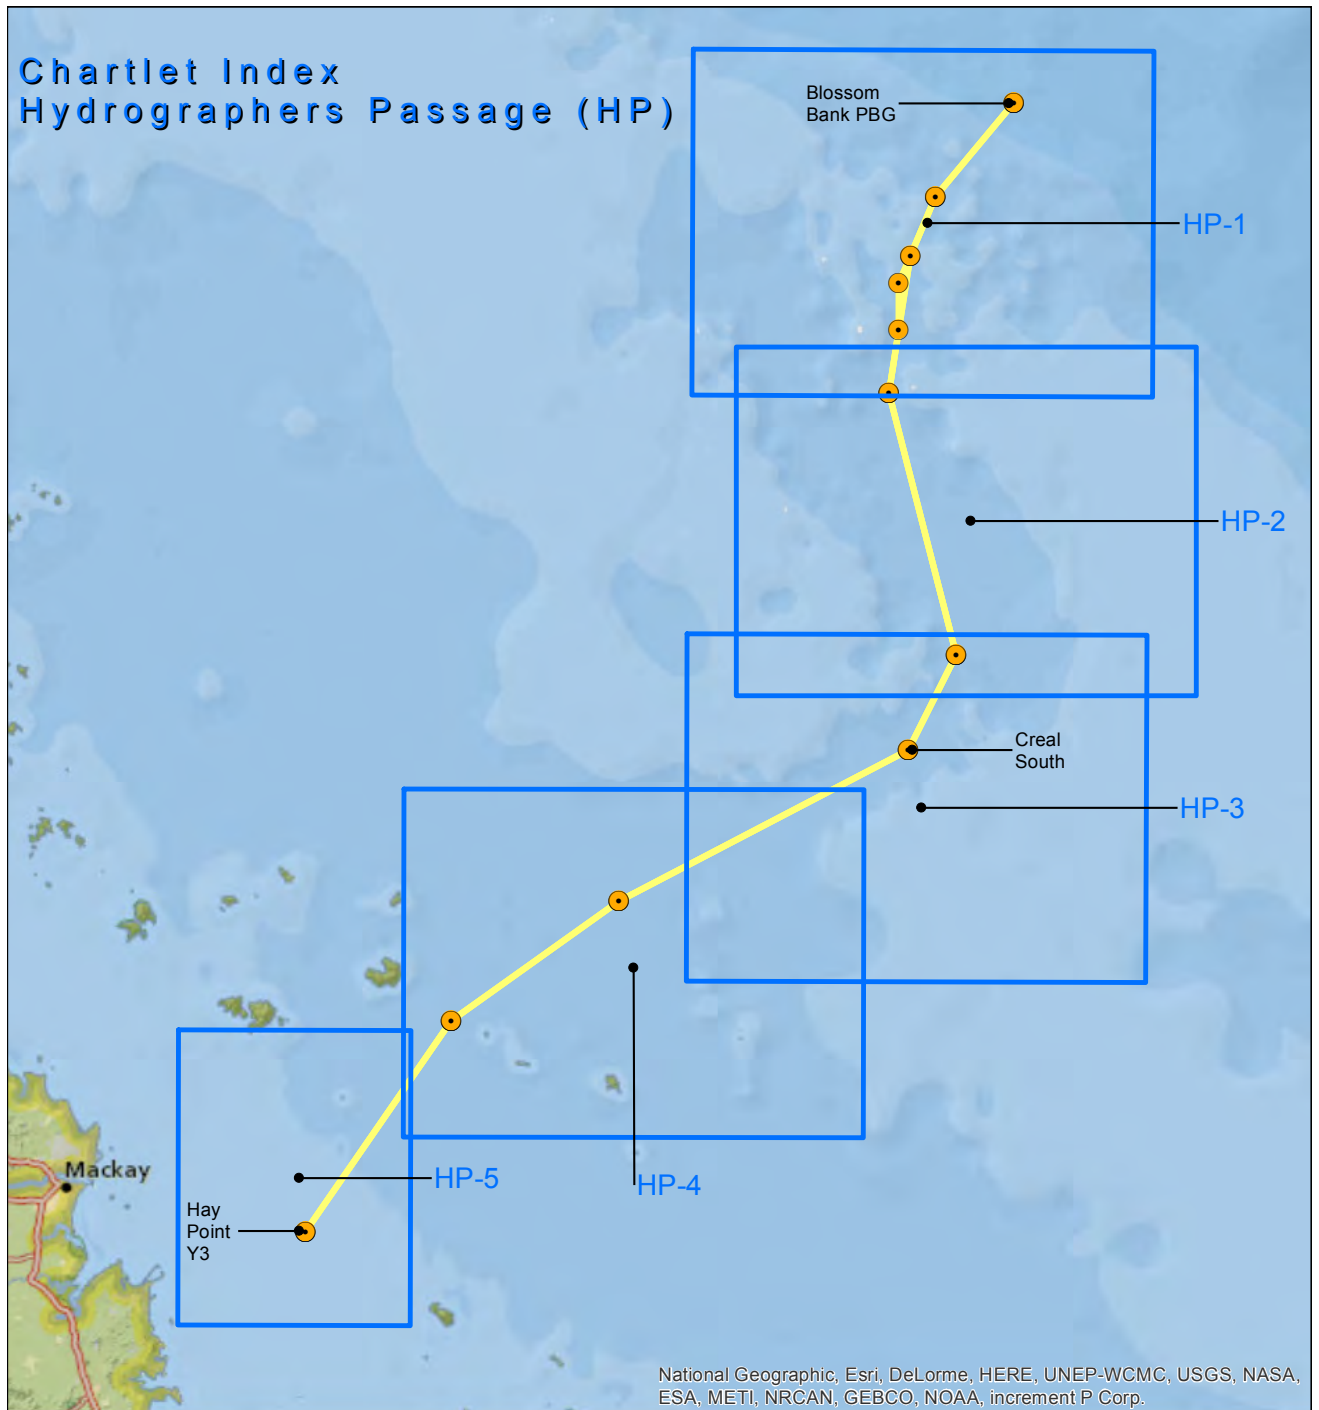 Chartlet Index
Hydrographers Passage (HP)
Blossom
Bank PBG
HP-1
HP-2
Creal
South
HP-3
Mackay
HP-5
HP-4
Hay
Point
Y3
National Geographic, Esri, DeLorme, HERE, UNEP-WCMC, USGS, NASA,
ESA, METI, NRCAN, GEBCO, NOAA, increment P Corp.